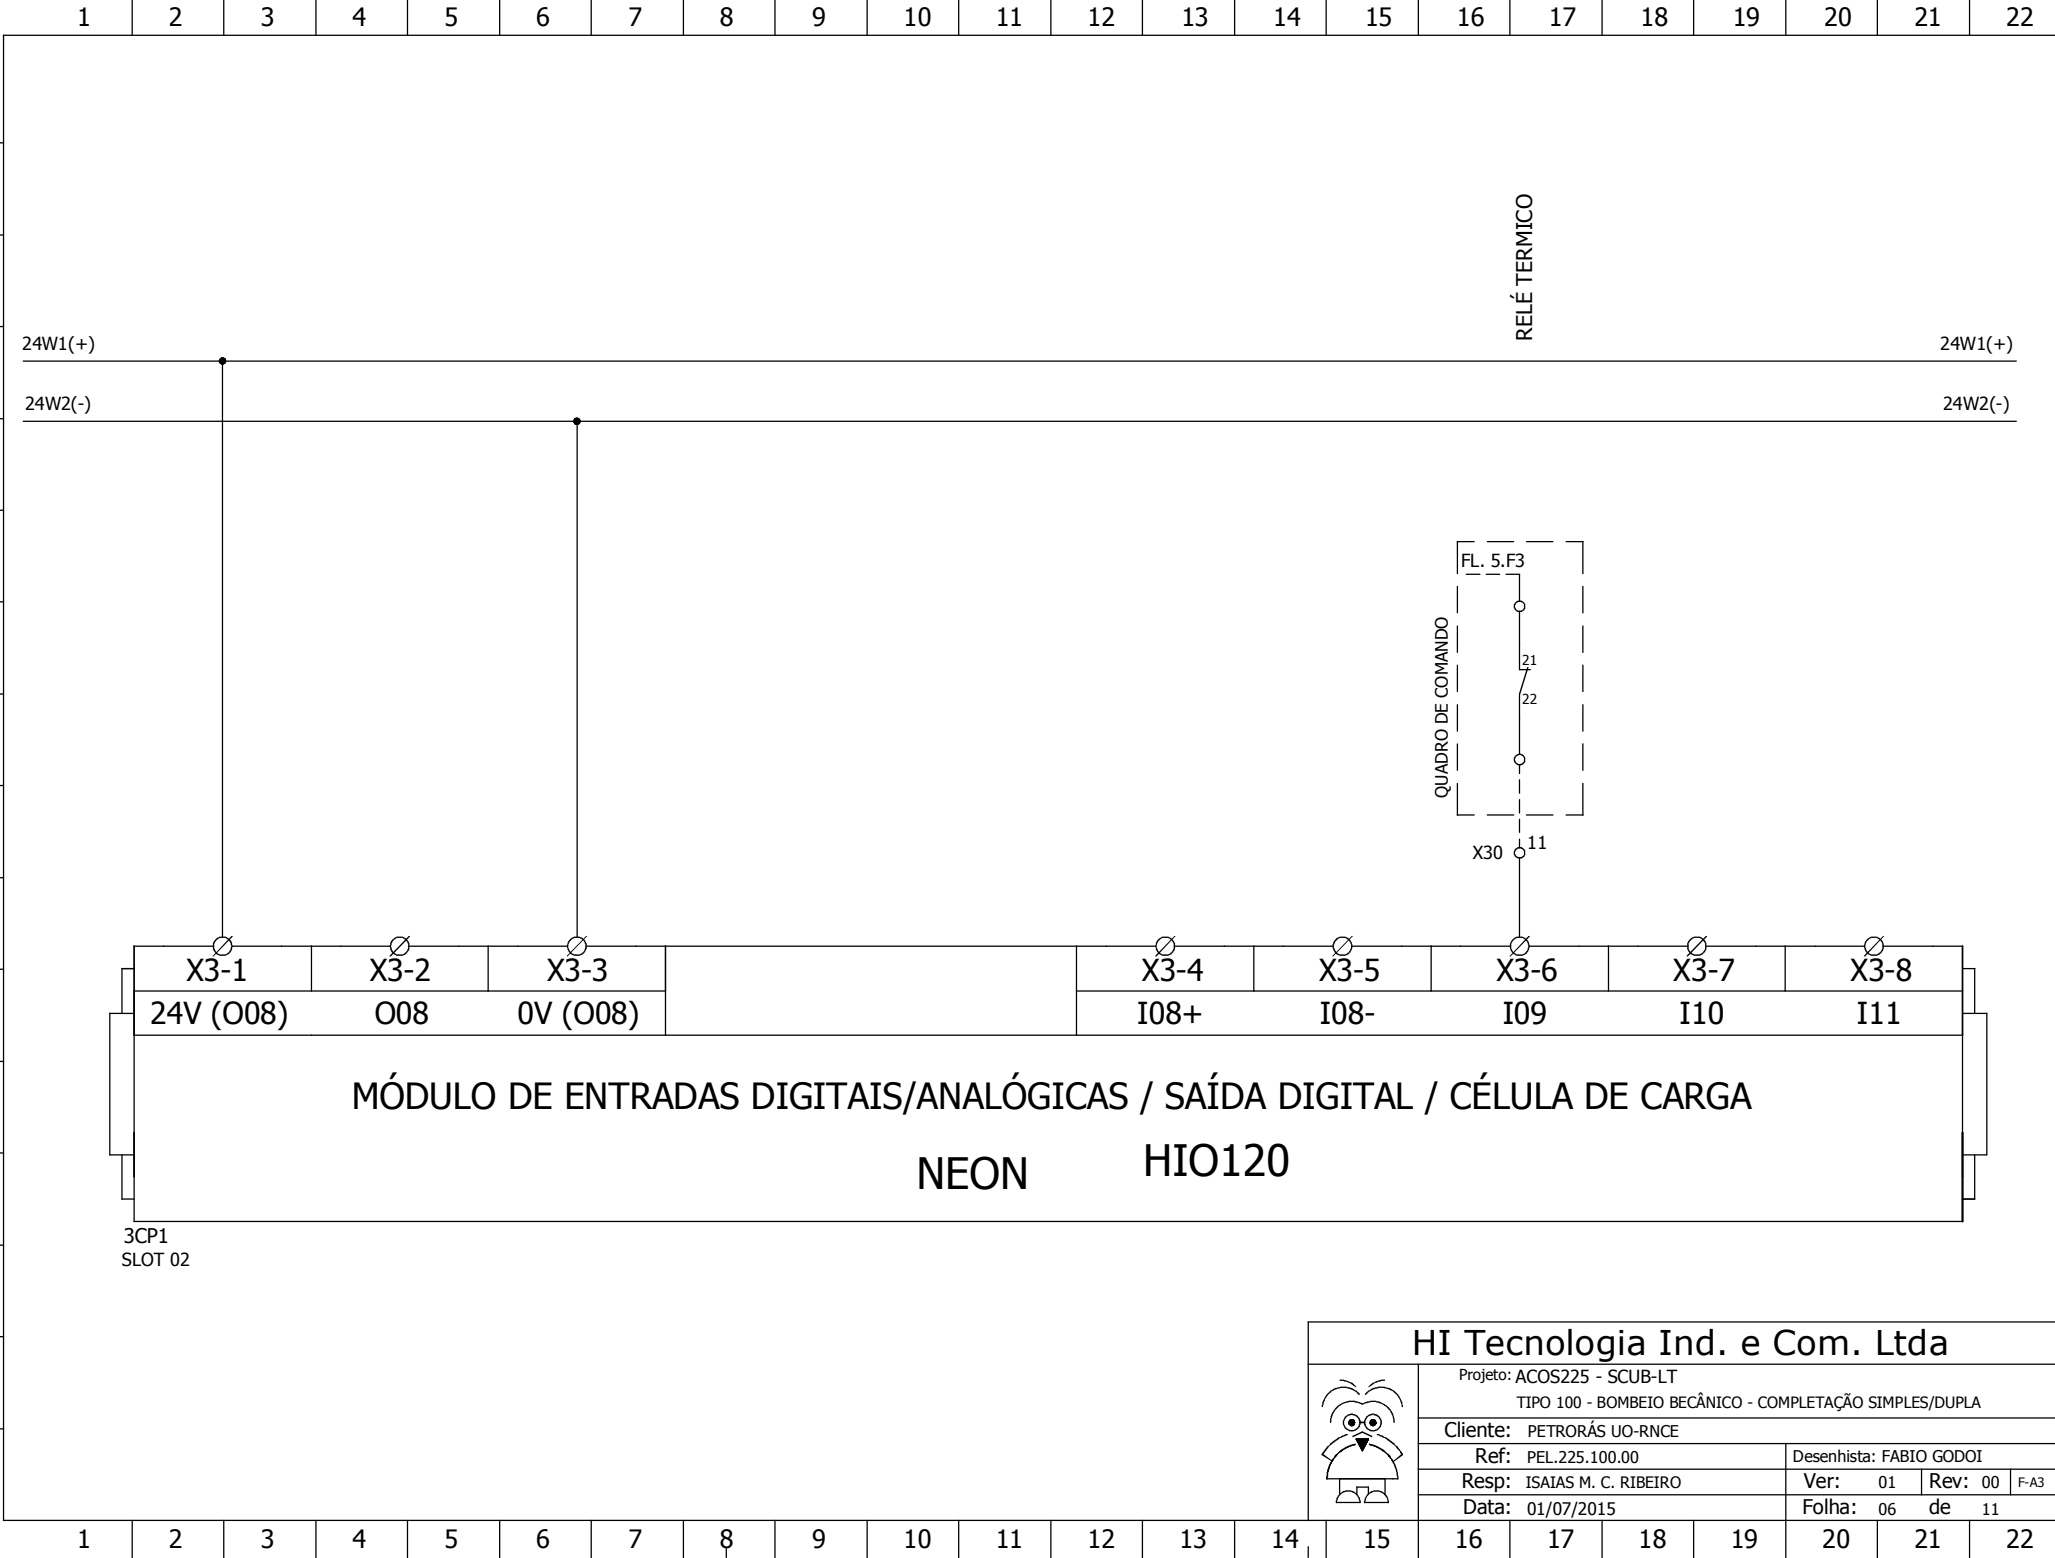 1 2 3 4 5 6 7 8 9 10 11 12 13 14 15 16 17 18 19 20 21 22
RELÉ TERMICO
24W1(+) 24W1(+)
24W2(-) 24W2(-)
FL. 5.F3
QUADRO DE COMANDO
21
22
X30 11
X3-1 X3-2 X3-3 X3-4 X3-5 X3-6 X3-7 X3-8
24V (O08) O08 0V (O08) I08+ I08- I09 I10 I11
MÓDULO DE ENTRADAS DIGITAIS/ANALÓGICAS / SAÍDA DIGITAL / CÉLULA DE CARGA
NEON HIO120
3CP1
SLOT 02
HI Tecnologia Ind. e Com. Ltda
Projeto: ACOS225 - SCUB-LT
TIPO 100 - BOMBEIO BECÂNICO - COMPLETAÇÃO SIMPLES/DUPLA
Cliente: PETRORÁS UO-RNCE
Ref: PEL.225.100.00 Desenhista: FABIO GODOI
Resp: ISAIAS M. C. RIBEIRO Ver: 01 Rev: 00 F-A3
Data: 01/07/2015 Folha: 06 de 11
1 2 3 4 5 6 7 8 9 10 11 12 13 14 15 16 17 18 19 20 21 22